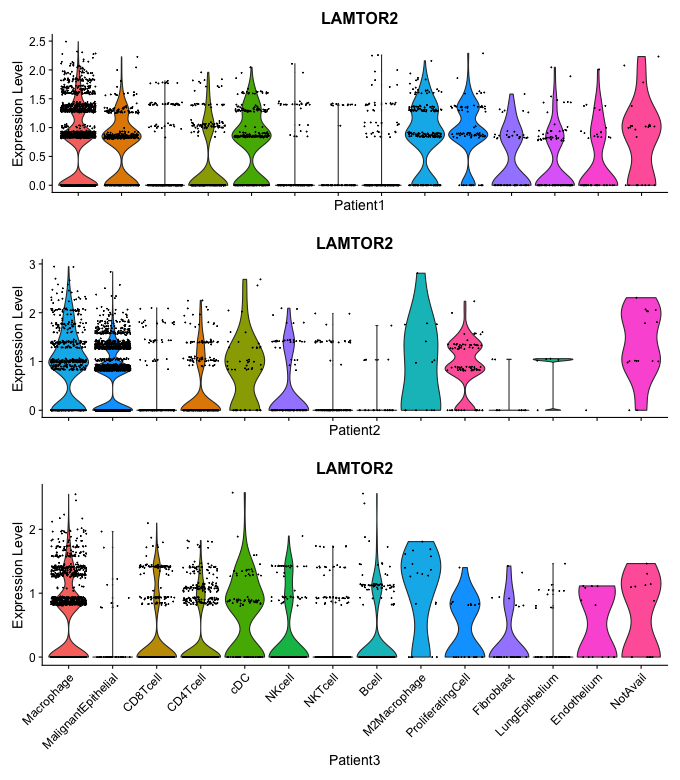 LAMTOR2
Expression Level
2.5
2.0
1.5
1.0
0.5
0.0
Patient1
LAMTOR2
Expression Level
3
2
1
0
Patient2
LAMTOR2
Expression Level
2
1
0
Macrophage
MalignantEpithelial
CD8Tcell
CD4Tcell
cDC
NKcell
NKTcell
Bcell
M2Macrophage
ProliferatingCell
Fibroblast
LungEpithelium
Endothelium
NotAvail
Patient3